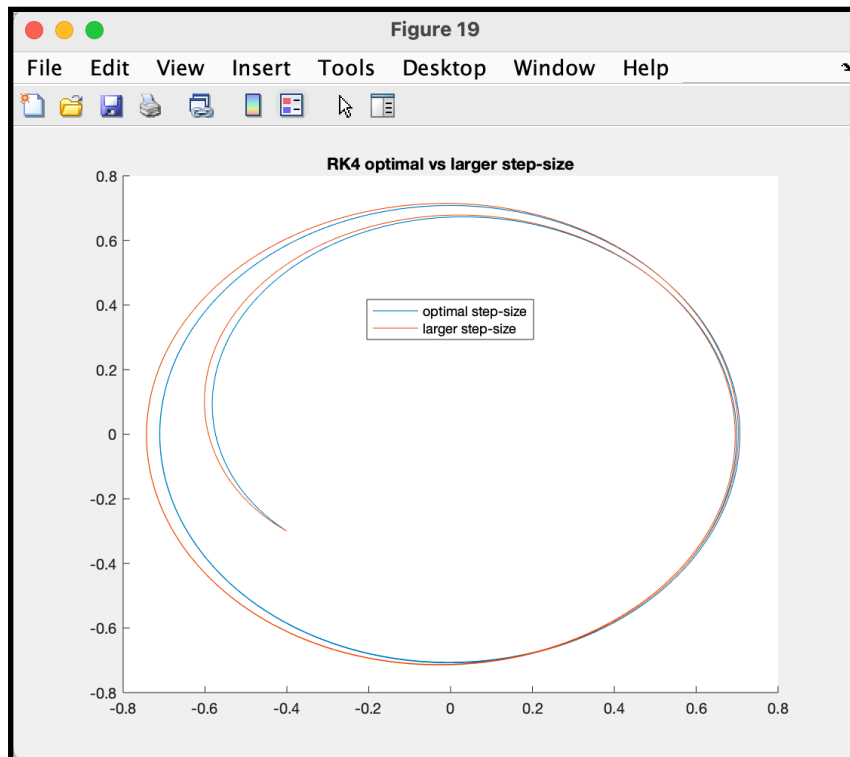 Figure 19
File Edit View Insert Tools Desktop Window Help
RK4 optimal vs larger step-size
0.8
0.6
0.4
0.2
0
-0.2
-0.4
-0.6
-0.8
optimal step-size
larger step-size
-0.8 -0.6 -0.4 -0.2 0 0.2 0.4 0.6 0.8